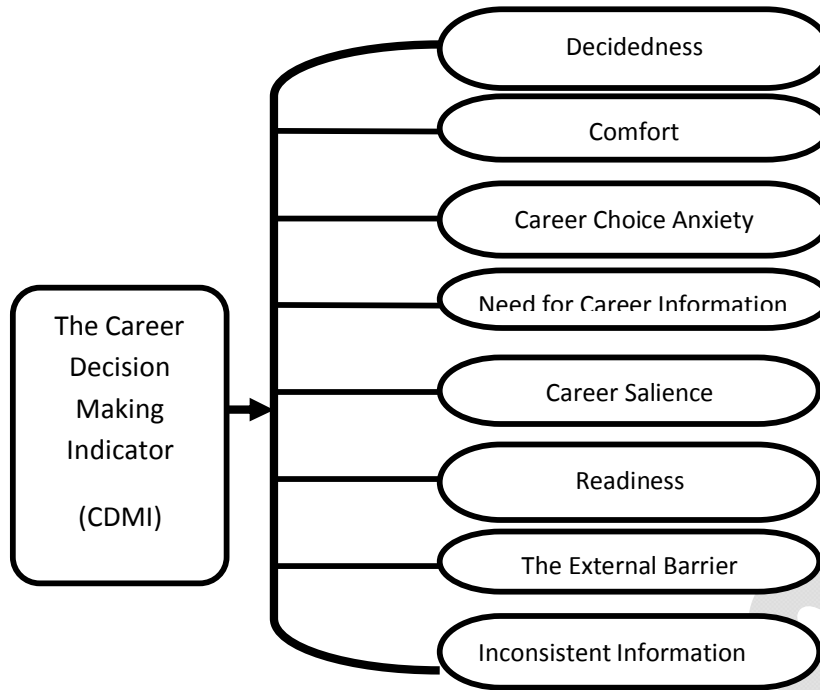 The Career
Decision
Making
Indicator
(CDMI)
Decidedness
Comfort
Career Choice Anxiety
Need for Career Information
Career Salience
Readiness
The External Barrier
Inconsistent Information